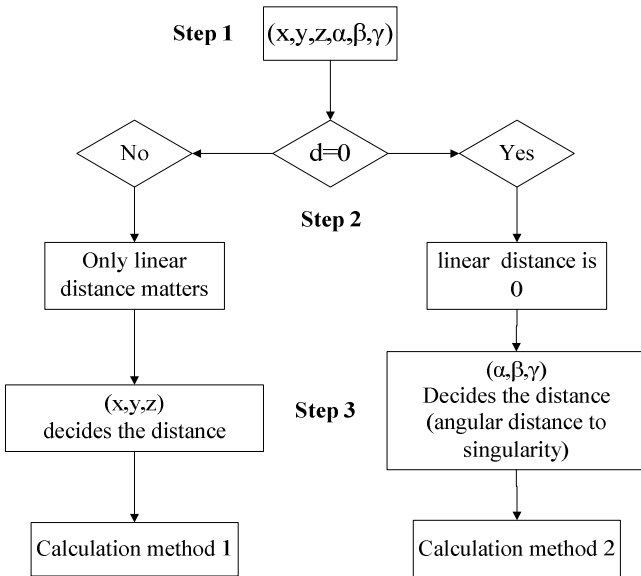 Step 1
(x,y,z,α,β,γ)
No
d=0
Yes
Step 2
Only linear
distance matters
linear distance is
0
(x,y,z)
decides the distance
Step 3
(α,β,γ)
Decides the distance
(angular distance to
singularity)
Calculation method 1
Calculation method 2